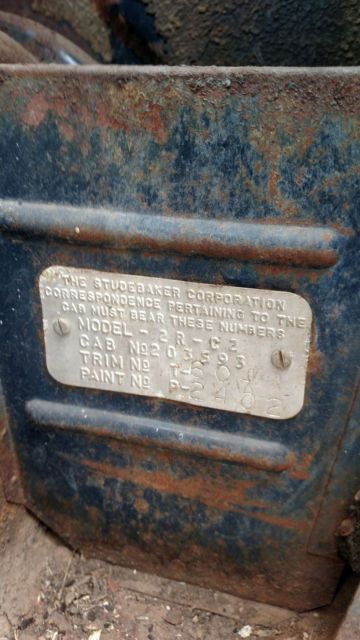 THE STUDEBAKER CORPORATION
CORRESPONDENCE PERTAINING TO THE
CAB MUST BEAR THESE NUMBERS
MODEL - 2R-C2
CAB Nº 203593
TRIM Nº
PAINT Nº P-2402